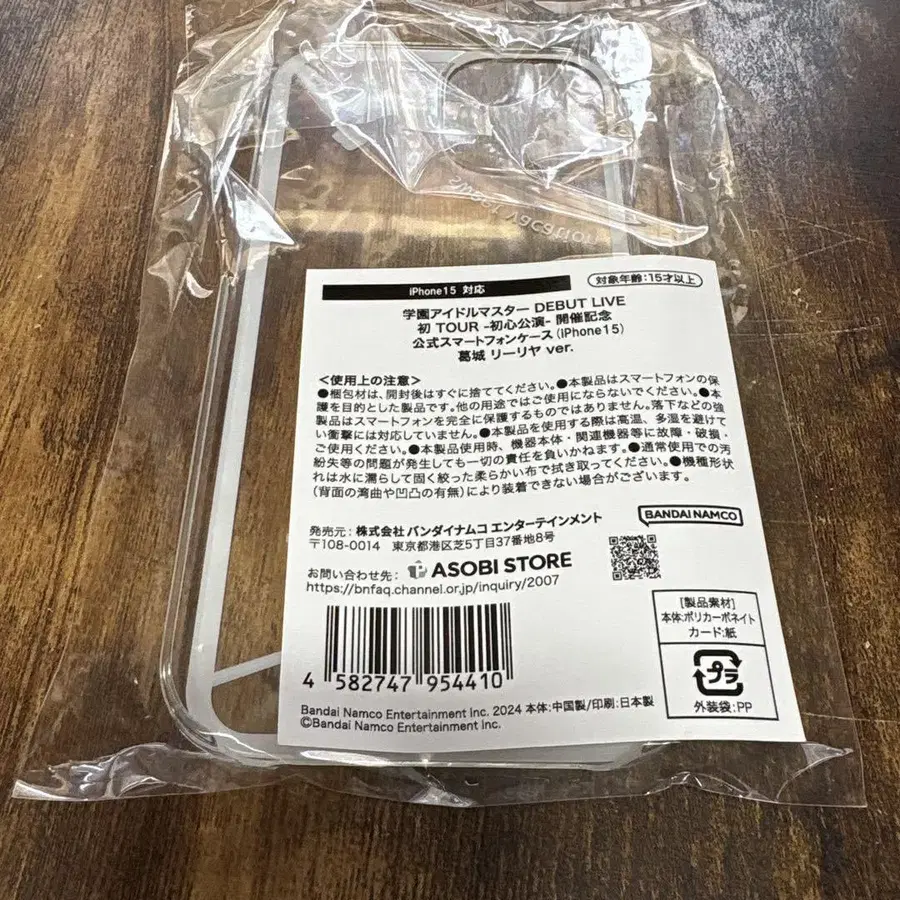 sweet vacation
iPhone15 対応
対象年齢:15才以上
学園アイドルマスター DEBUT LIVE
初 TOUR -初心公演- 開催記念
公式スマートフォンケース(iPhone15)
葛城 リーリヤ ver.
<使用上の注意>
●梱包材は、開封後はすぐに捨ててください。●本製品はスマートフォンの保
護を目的とした製品です。他の用途ではご使用にならないでください。●本
製品はスマートフォンを完全に保護するものではありません。落下などの強
い衝撃には対応していません。●本製品を使用する際は高温、多湿を避けて
ご使用ください。●本製品使用時、機器本体・関連機器等に故障・破損・
紛失等の問題が発生しても一切の責任を負いかねます。●通常使用での汚
れは水に濡らして固く絞った柔らかい布で拭き取ってください。●機種形状
(背面の湾曲や凹凸の有無)により装着できない場合がございます。
BANDAI NAMCO
発売元:株式会社 バンダイナムコ エンターテインメント
〒108-0014 東京都港区芝5丁目37番地8号
お問い合わせ先: ASOBI STORE
https://bnfaq.channel.or.jp/inquiry/2007
[製品素材]
本体:ポリカーボネイト
カード:紙
プラ
外装袋:PP
4 582747 954410
Bandai Namco Entertainment Inc. 2024 本体:中国製/印刷:日本製
©Bandai Namco Entertainment Inc.